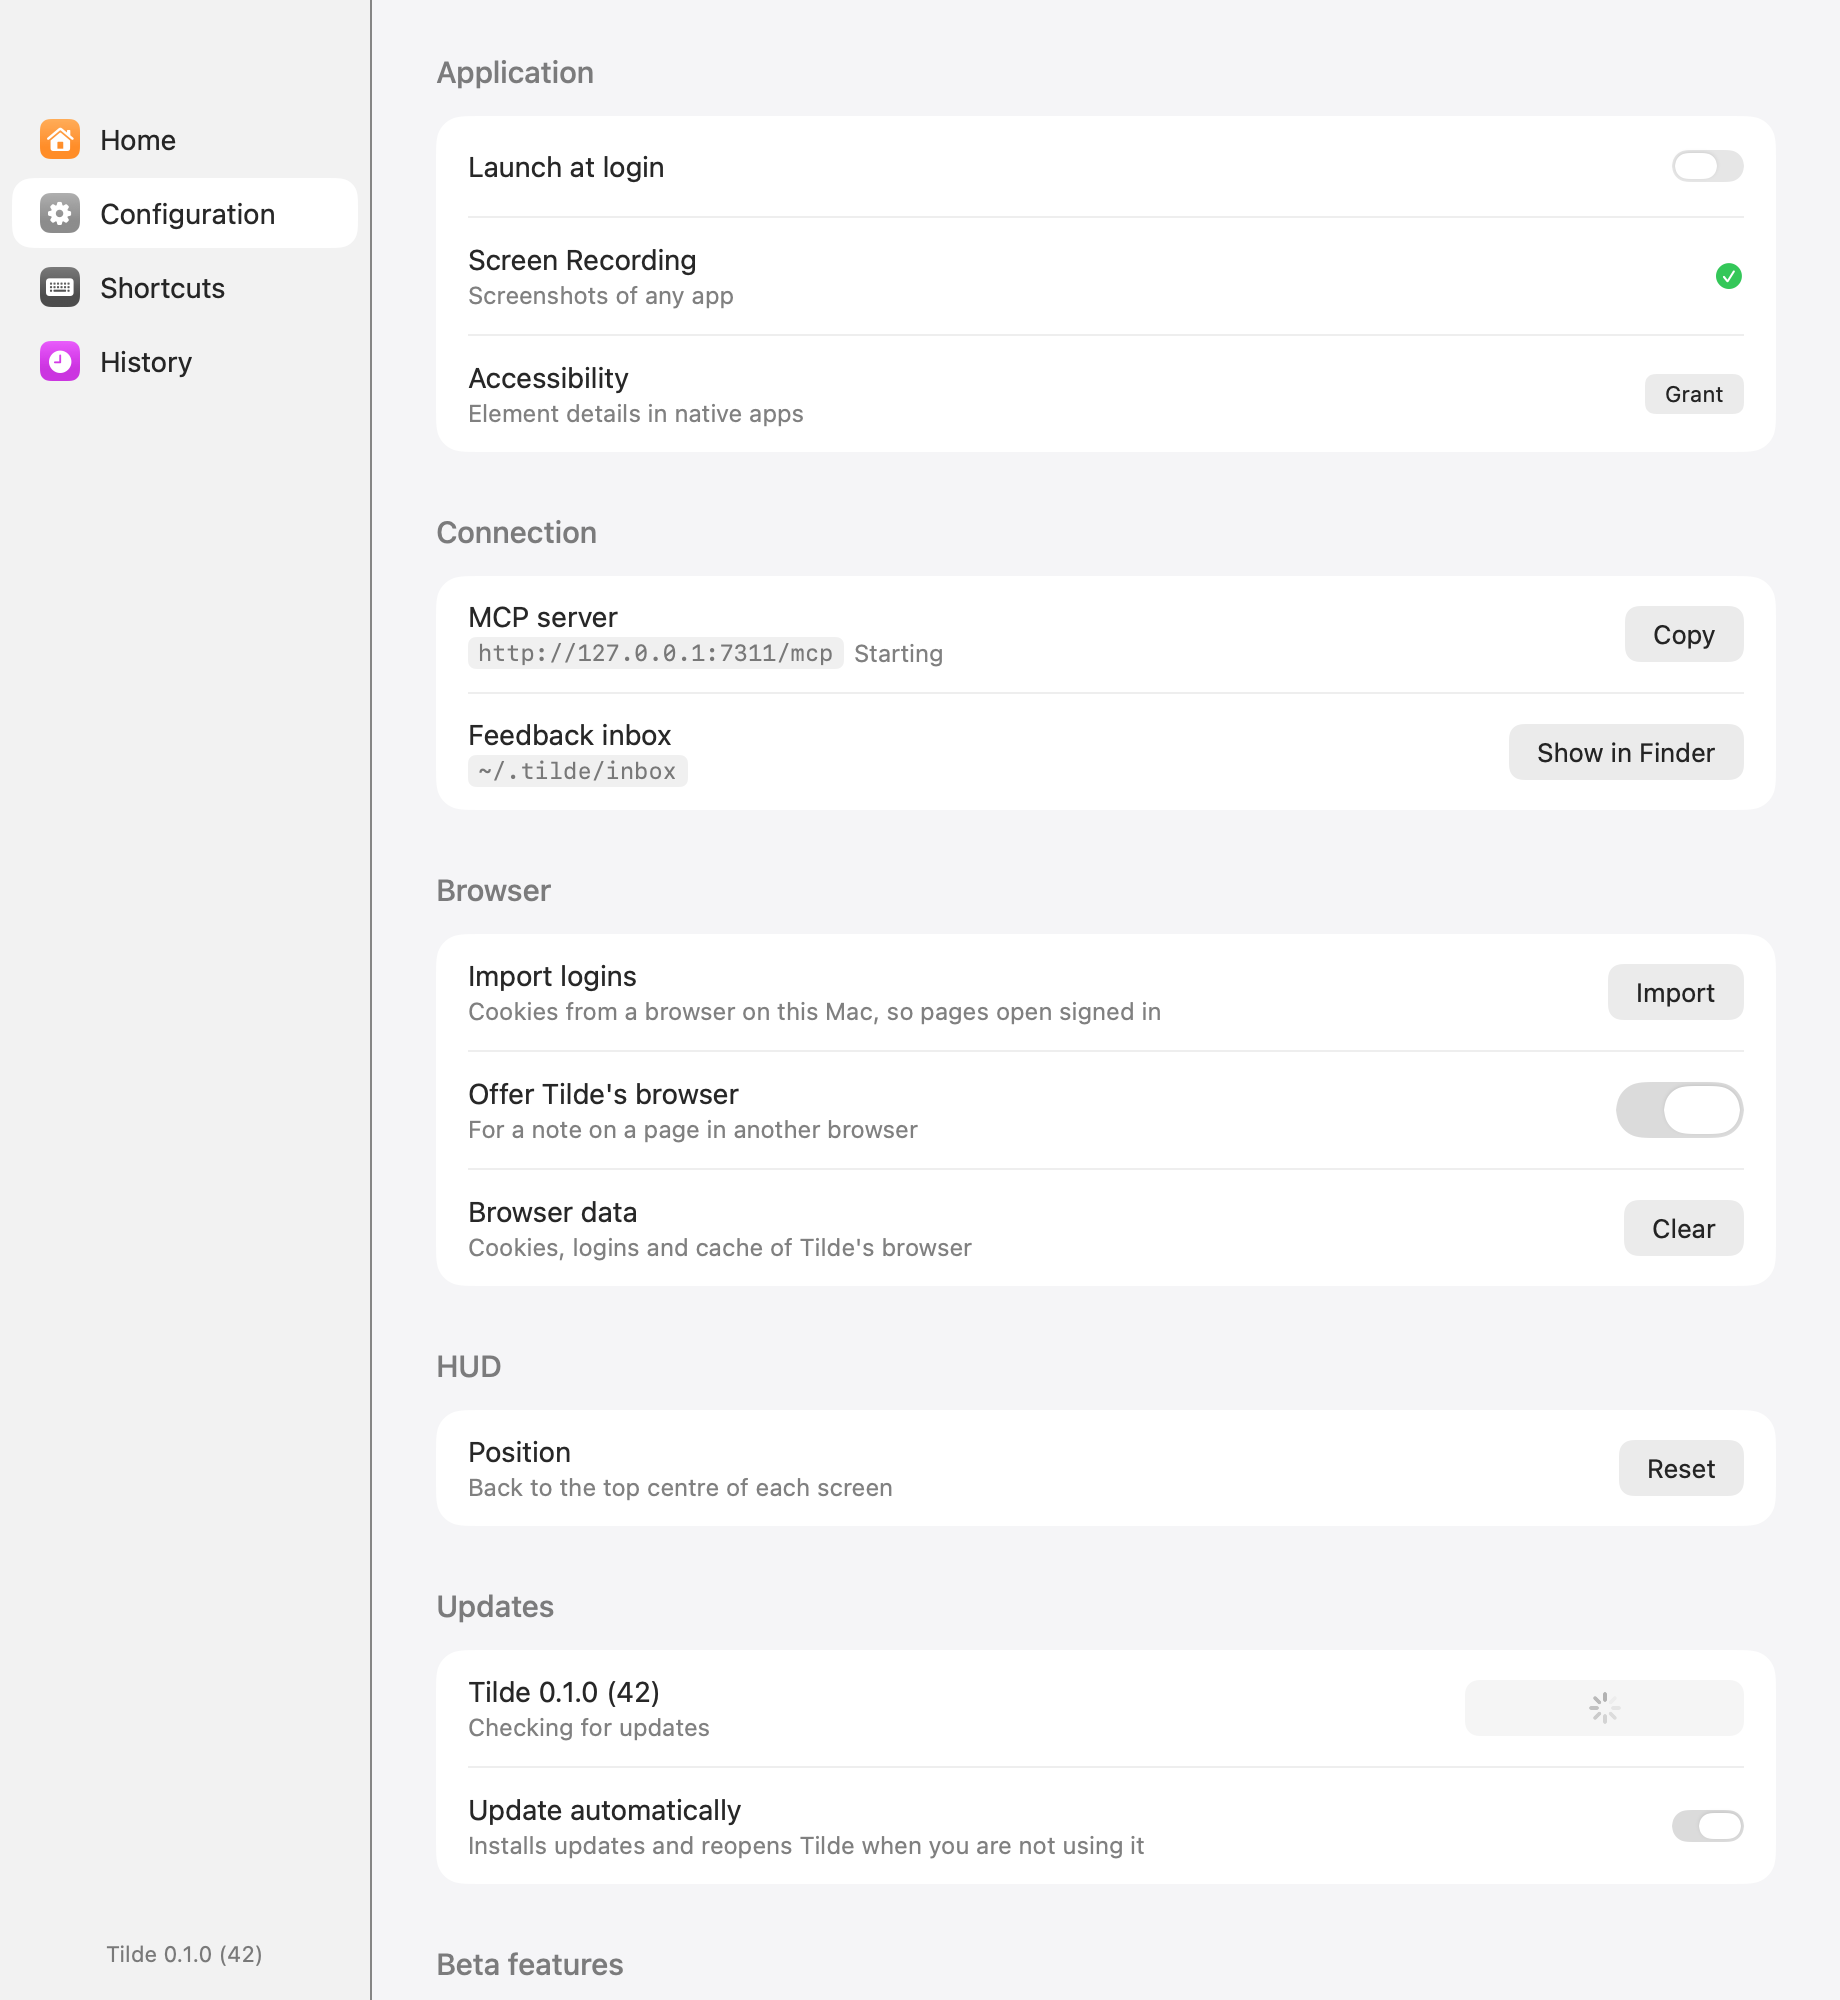 Home
Configuration
Shortcuts
History
Tilde 0.1.0 (42)
Application
Launch at login
Screen Recording
Screenshots of any app
Accessibility
Element details in native apps
Grant
Connection
MCP server
http://127.0.0.1:7311/mcp Starting
Copy
Feedback inbox
~/.tilde/inbox
Show in Finder
Browser
Import logins
Cookies from a browser on this Mac, so pages open signed in
Import
Offer Tilde's browser
For a note on a page in another browser
Browser data
Cookies, logins and cache of Tilde's browser
Clear
HUD
Position
Back to the top centre of each screen
Reset
Updates
Tilde 0.1.0 (42)
Checking for updates
Update automatically
Installs updates and reopens Tilde when you are not using it
Beta features